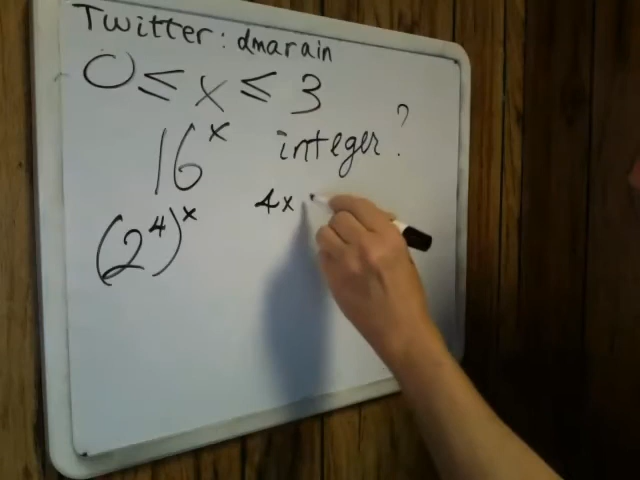 Twitter: dmarain
0 ≤ x ≤ 3
16^x integer?
(2^4)^x 4x